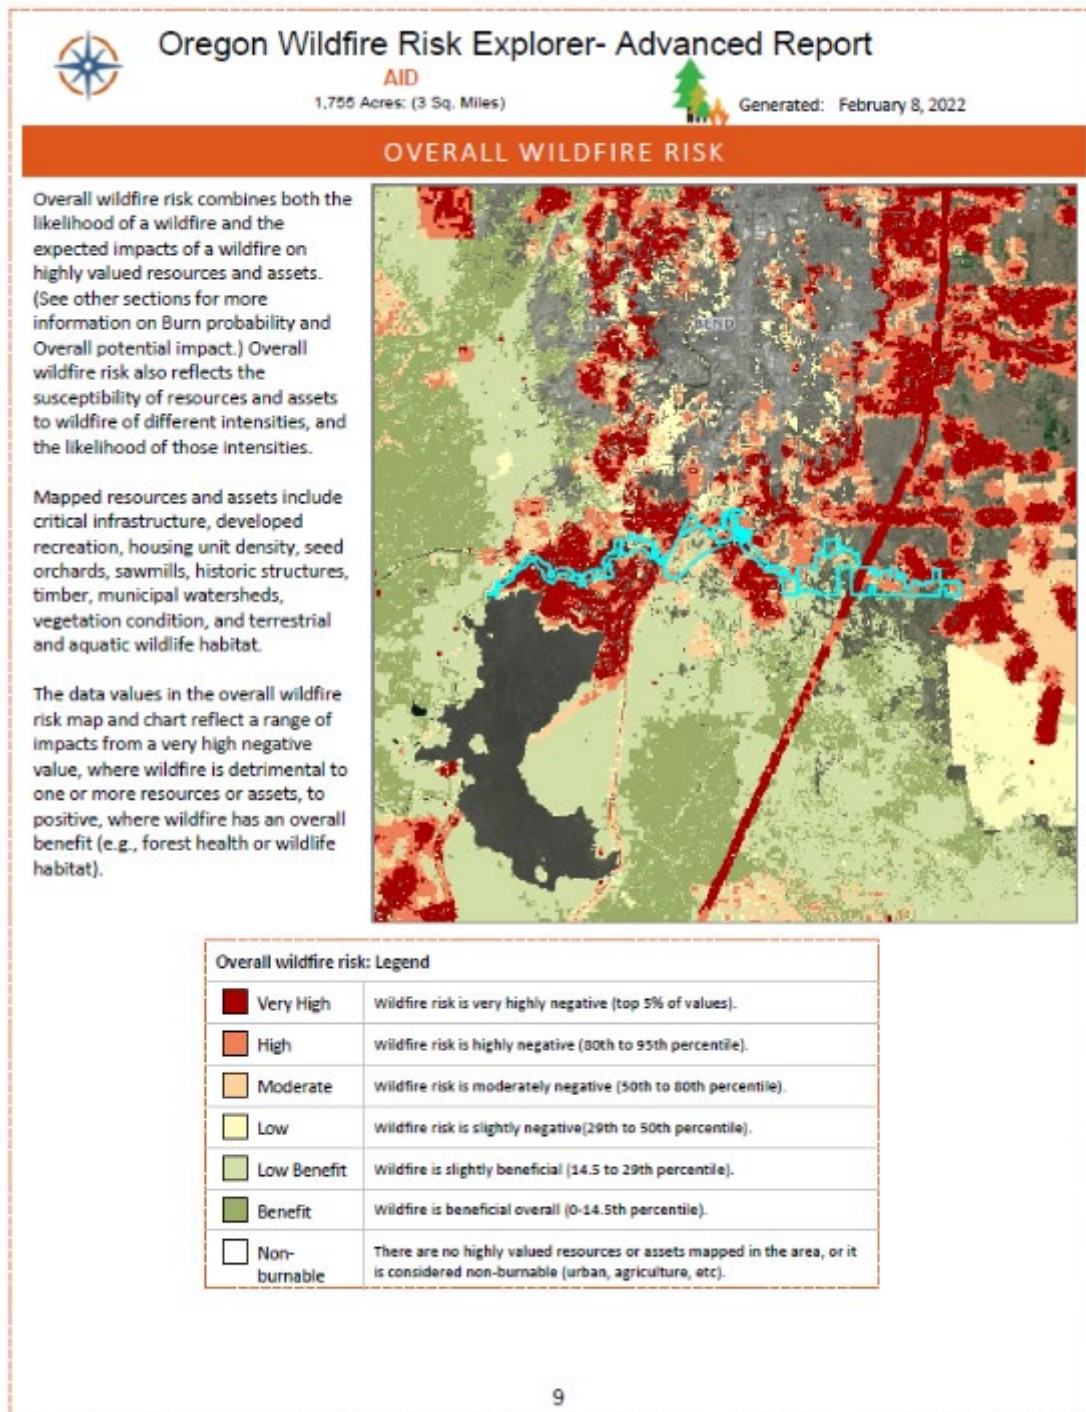 Oregon Wildfire Risk Explorer- Advanced Report
AID
1,755 Acres: (3 Sq. Miles)
Generated: February 8, 2022
OVERALL WILDFIRE RISK
Overall wildfire risk combines both the
likelihood of a wildfire and the
expected impacts of a wildfire on
highly valued resources and assets.
(See other sections for more
information on Burn probability and
Overall potential impact.) Overall
wildfire risk also reflects the
susceptibility of resources and assets
to wildfire of different intensities, and
the likelihood of those intensities.
Mapped resources and assets include
critical infrastructure, developed
recreation, housing unit density, seed
orchards, sawmills, historic structures,
timber, municipal watersheds,
vegetation condition, and terrestrial
and aquatic wildlife habitat.
The data values in the overall wildfire
risk map and chart reflect a range of
impacts from a very high negative
value, where wildfire is detrimental to
one or more resources or assets, to
positive, where wildfire has an overall
benefit (e.g., forest health or wildlife
habitat).
BEND
Overall wildfire risk: Legend
Very High Wildfire risk is very highly negative (top 5% of values).
High Wildfire risk is highly negative (80th to 95th percentile).
Moderate Wildfire risk is moderately negative (50th to 80th percentile).
Low Wildfire risk is slightly negative(29th to 50th percentile).
Low Benefit Wildfire is slightly beneficial (14.5 to 29th percentile).
Benefit Wildfire is beneficial overall (0-14.5th percentile).
Non-
burnable
There are no highly valued resources or assets mapped in the area, or it
is considered non-burnable (urban, agriculture, etc).
9